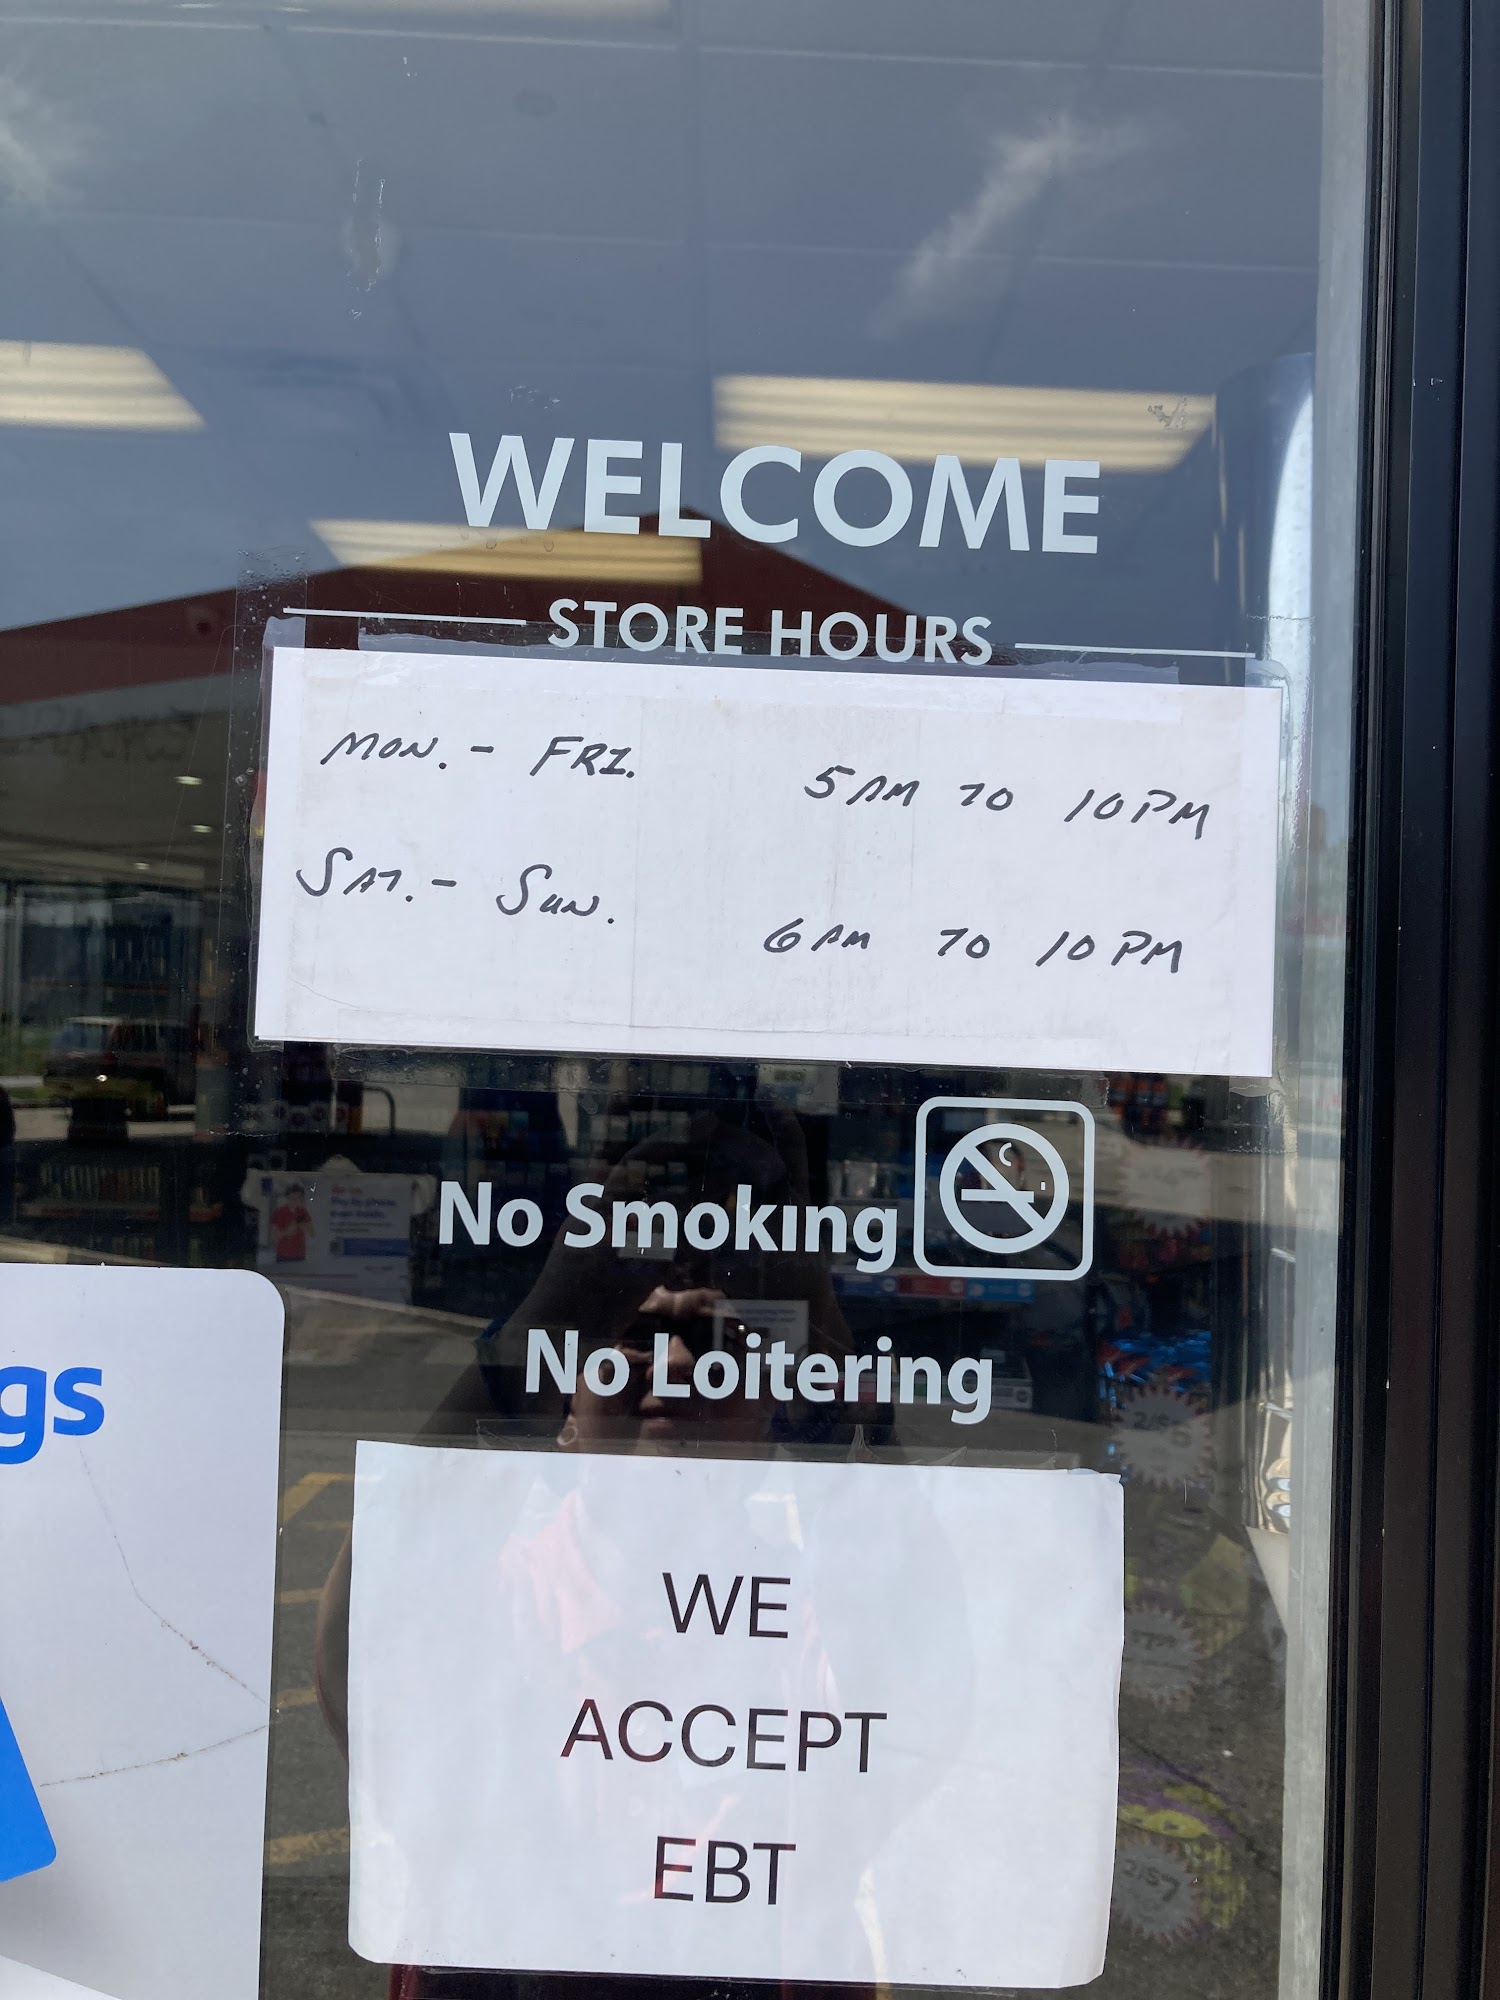 WELCOME
STORE HOURS
MON. - FRI. 5AM TO 10PM
SAT. - SUN. 6AM TO 10PM
No Smoking
No Loitering
gs
WE
ACCEPT
EBT